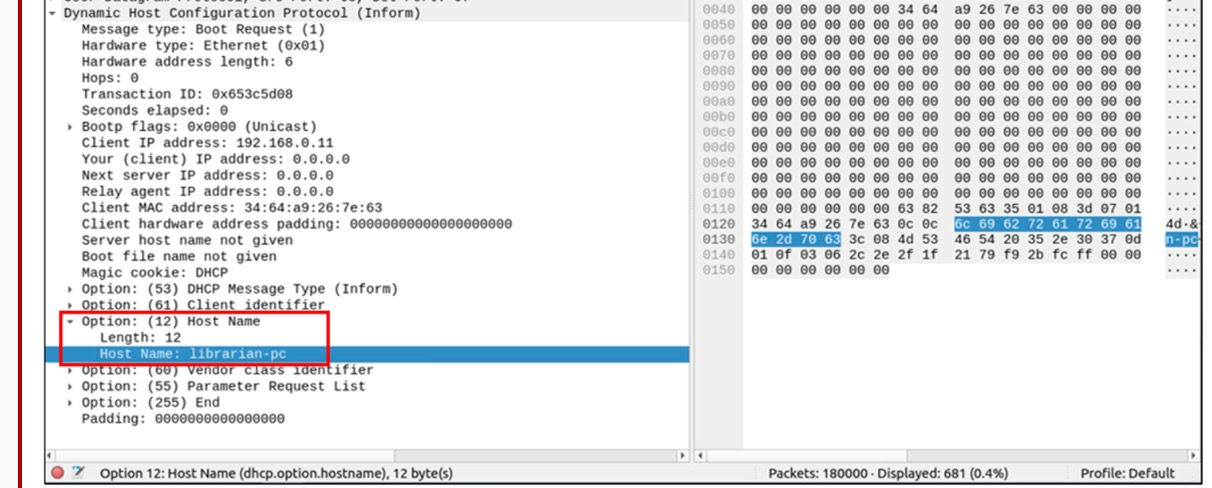 Dynamic Host Configuration Protocol (Inform)
Message type: Boot Request (1)
Hardware type: Ethernet (0x01)
Hardware address length: 6
Hops: 0
Transaction ID: 0x653c5d08
Seconds elapsed: 0
Bootp flags: 0x0000 (Unicast)
Client IP address: 192.168.0.11
Your (client) IP address: 0.0.0.0
Next server IP address: 0.0.0.0
Relay agent IP address: 0.0.0.0
Client MAC address: 34:64:a9:26:7e:63
Client hardware address padding: 00000000000000000000
Server host name not given
Boot file name not given
Magic cookie: DHCP
Option: (53) DHCP Message Type (Inform)
Option: (61) Client identifier
Option: (12) Host Name
Length: 12
Host Name: librarian-pc
Option: (60) Vendor class identifier
Option: (55) Parameter Request List
Option: (255) End
Padding: 0000000000000000
0040 00 00 00 00 00 00 34 64 a9 26 7e 63 00 00 00 00 ····
0050 00 00 00 00 00 00 00 00 00 00 00 00 00 00 00 00 ····
0060 00 00 00 00 00 00 00 00 00 00 00 00 00 00 00 00 ····
0070 00 00 00 00 00 00 00 00 00 00 00 00 00 00 00 00 ····
0080 00 00 00 00 00 00 00 00 00 00 00 00 00 00 00 00 ····
0090 00 00 00 00 00 00 00 00 00 00 00 00 00 00 00 00 ····
00a0 00 00 00 00 00 00 00 00 00 00 00 00 00 00 00 00 ····
00b0 00 00 00 00 00 00 00 00 00 00 00 00 00 00 00 00 ····
00c0 00 00 00 00 00 00 00 00 00 00 00 00 00 00 00 00 ····
00d0 00 00 00 00 00 00 00 00 00 00 00 00 00 00 00 00 ····
00e0 00 00 00 00 00 00 00 00 00 00 00 00 00 00 00 00 ····
00f0 00 00 00 00 00 00 00 00 00 00 00 00 00 00 00 00 ····
0100 00 00 00 00 00 00 00 00 00 00 00 00 00 00 00 00 ····
0110 00 00 00 00 00 00 63 82 53 63 35 01 08 3d 07 01 ····
0120 34 64 a9 26 7e 63 0c 0c 6c 69 62 72 61 72 69 61 4d·&
0130 6e 2d 70 63 3c 08 4d 53 46 54 20 35 2e 30 37 0d n-pc
0140 01 0f 03 06 2c 2e 2f 1f 21 79 f9 2b fc ff 00 00 ····
0150 00 00 00 00 00 00 ····
Option 12: Host Name (dhcp.option.hostname), 12 byte(s)
Packets: 180000 · Displayed: 681 (0.4%)
Profile: Default